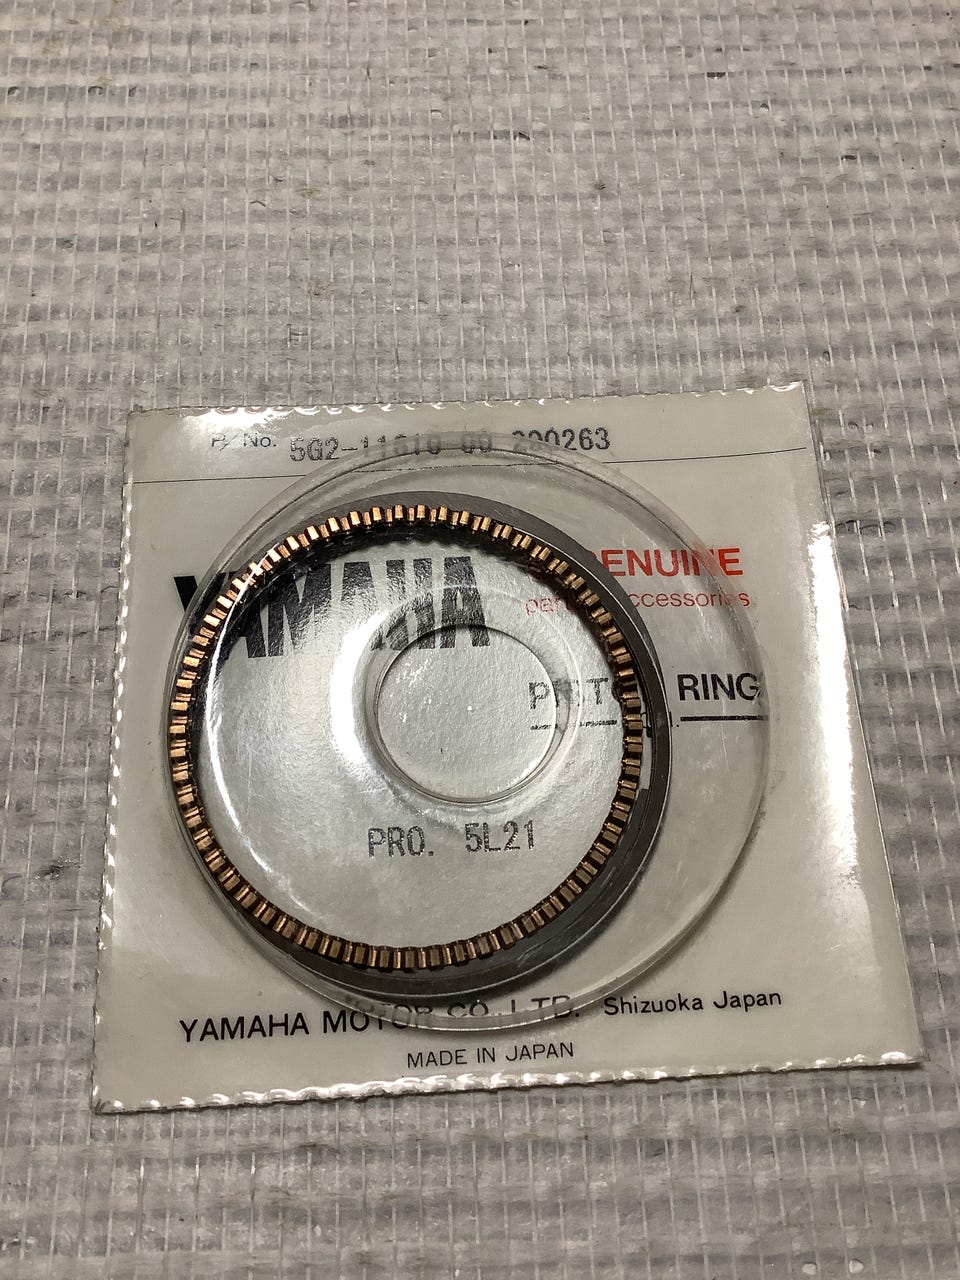 P/No. 5G2-11610-00 200263
YAMAHA
GENUINE
parts accessories
PISTON RING
PRO. 5L21
YAMAHA MOTOR CO., LTD. Shizuoka Japan
MADE IN JAPAN